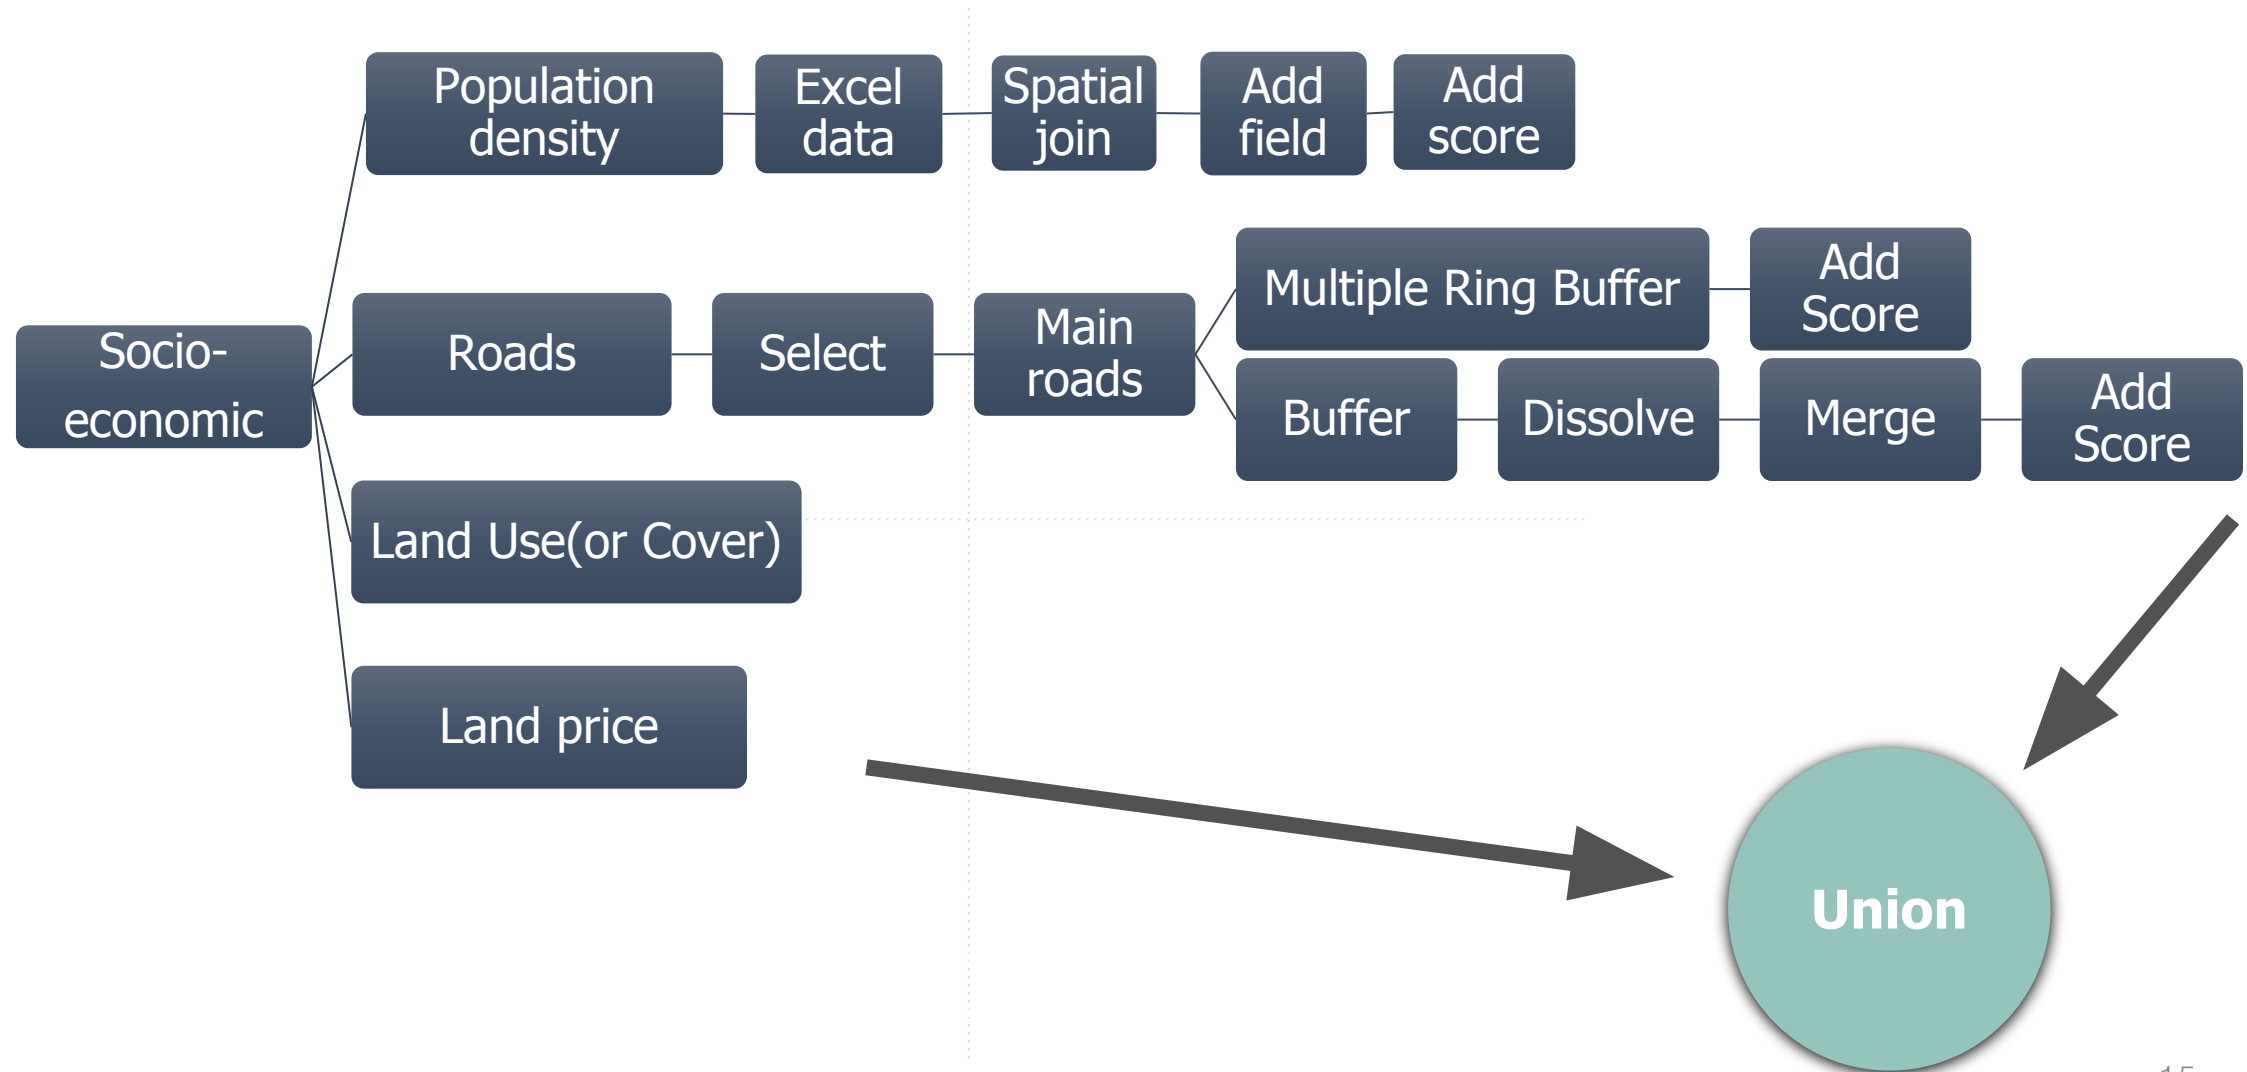 Population
density
Excel
data
Spatial
join
Add
field
Add
score
Socio-
economic
Roads
Select
Main
roads
Multiple Ring Buffer
Add
Score
Buffer
Dissolve
Merge
Add
Score
Land Use(or Cover)
Land price
Union